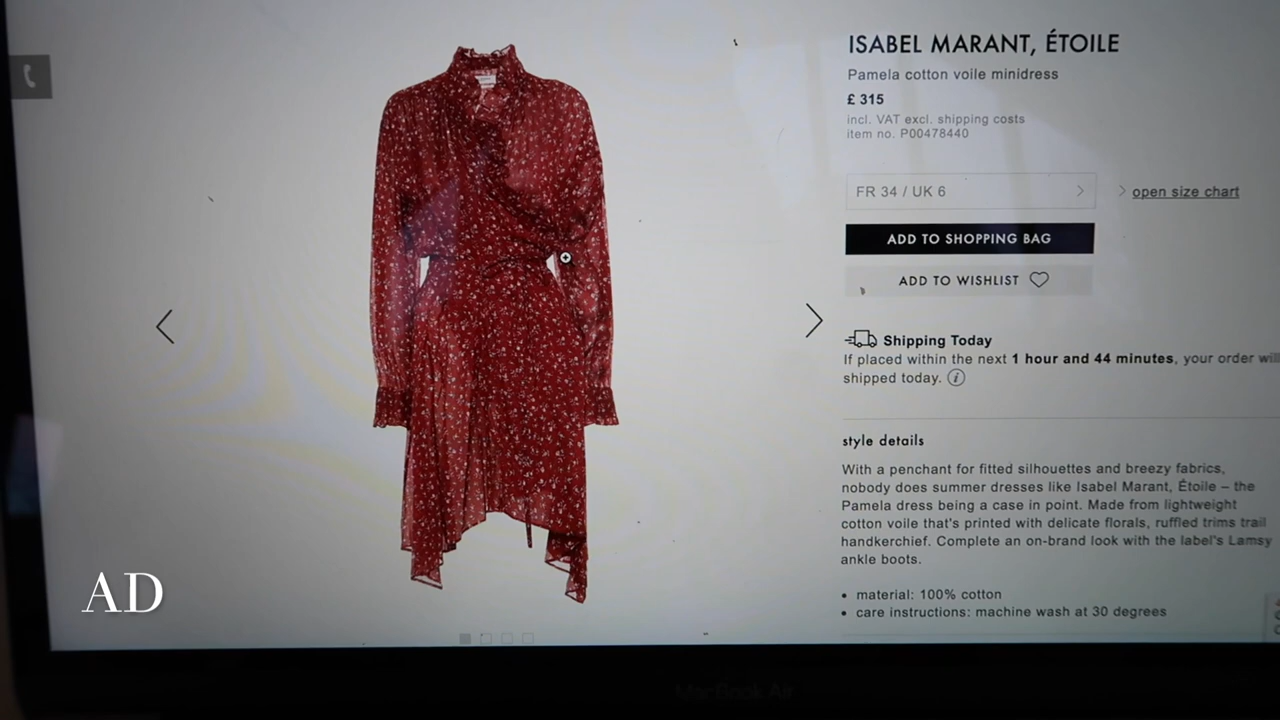 ISABEL MARANT, ÉTOILE
Pamela cotton voile minidress
£ 315
incl. VAT excl. shipping costs
item no. P00478440
FR 34 / UK 6
open size chart
ADD TO SHOPPING BAG
ADD TO WISHLIST
Shipping Today
If placed within the next 1 hour and 44 minutes, your order will
shipped today.
style details
With a penchant for fitted silhouettes and breezy fabrics,
nobody does summer dresses like Isabel Marant, Étoile – the
Pamela dress being a case in point. Made from lightweight
cotton voile that's printed with delicate florals, ruffled trims trail
handkerchief. Complete an on-brand look with the label's Lamsy
ankle boots.
• material: 100% cotton
• care instructions: machine wash at 30 degrees
AD
MacBook Air